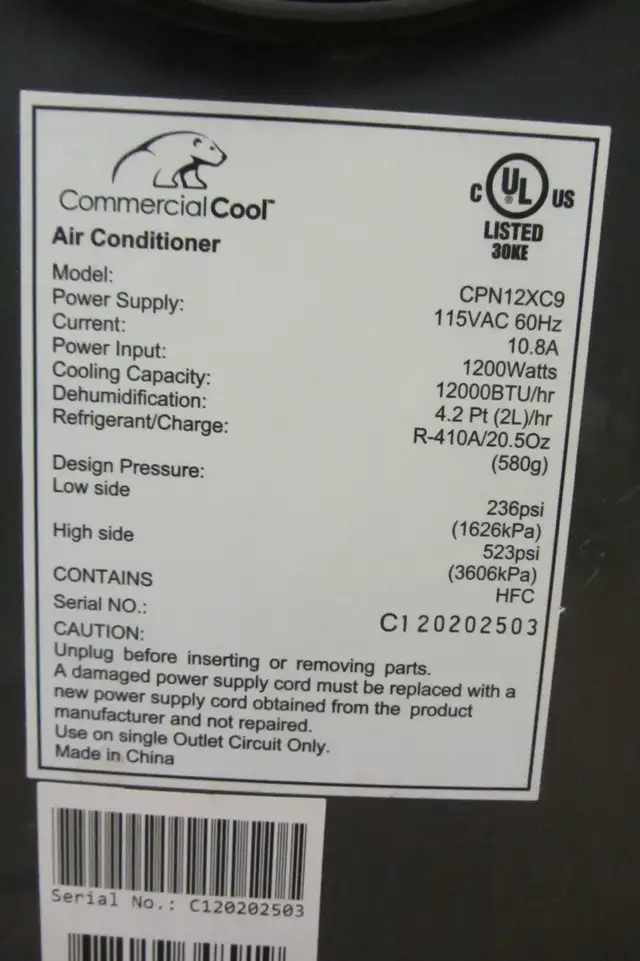 CommercialCool™
Air Conditioner
C UL® US
LISTED
30KE
Model: CPN12XC9
Power Supply: 115VAC 60Hz
Current: 10.8A
Power Input: 1200Watts
Cooling Capacity: 12000BTU/hr
Dehumidification: 4.2 Pt (2L)/hr
Refrigerant/Charge: R-410A/20.5Oz
(580g)
Design Pressure:
Low side 236psi
(1626kPa)
High side 523psi
(3606kPa)
CONTAINS HFC
Serial NO.: C120202503
CAUTION:
Unplug before inserting or removing parts.
A damaged power supply cord must be replaced with a
new power supply cord obtained from the product
manufacturer and not repaired.
Use on single Outlet Circuit Only.
Made in China
Serial No.: C120202503